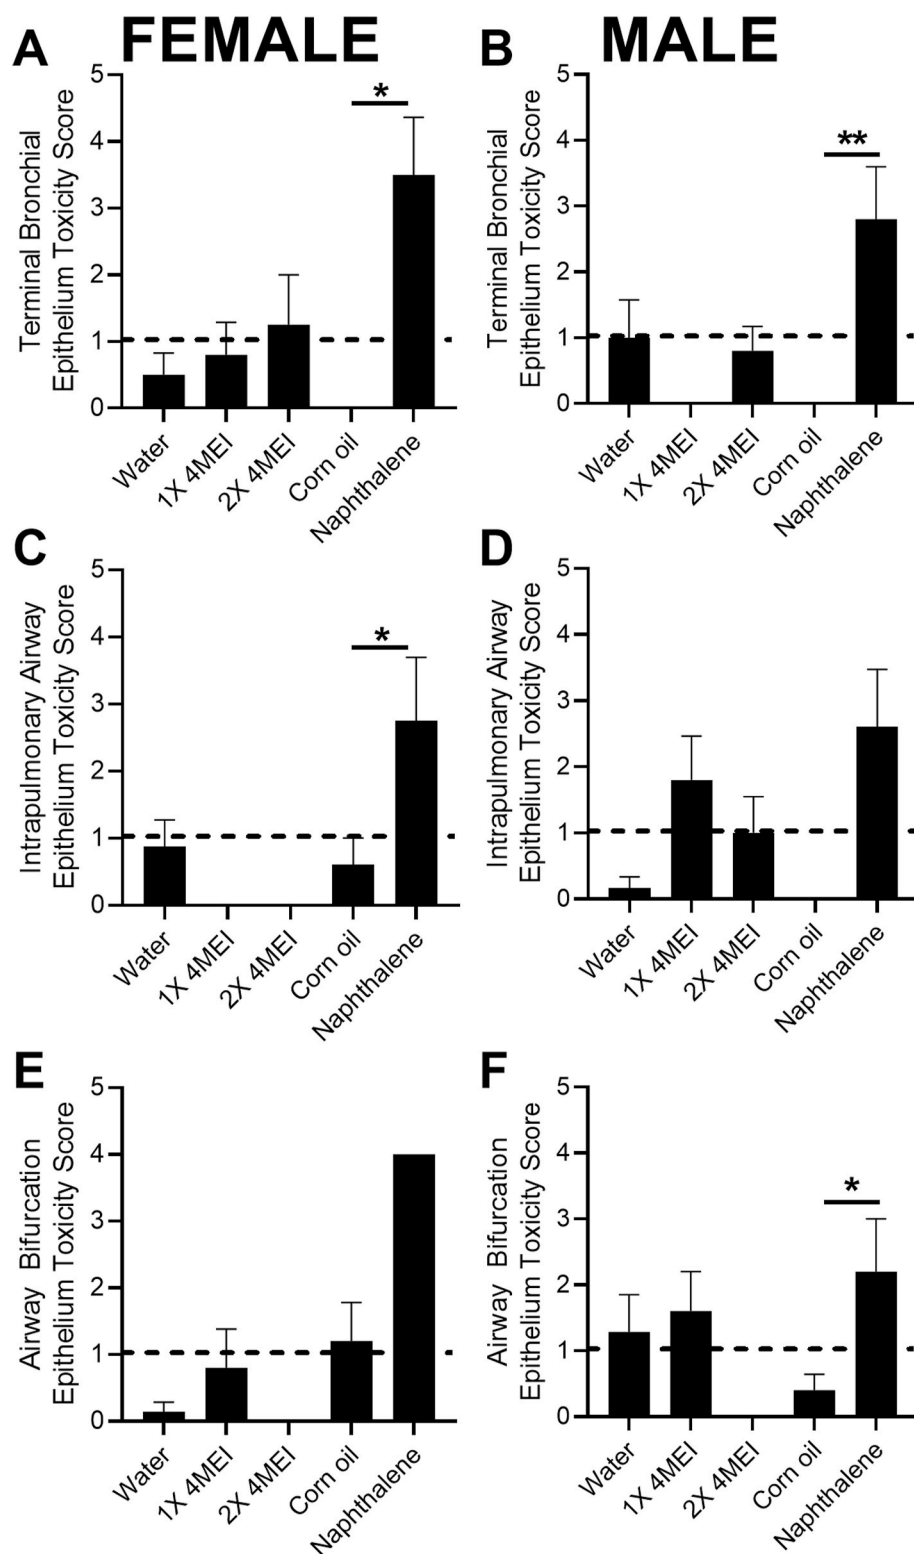 A FEMALE
B MALE
Terminal Bronchial
Epithelium Toxicity Score
5
4
3
2
1
0
*
Water
1X 4MEI
2X 4MEI
Corn oil
Naphthalene
Terminal Bronchial
Epithelium Toxicity Score
5
4
3
2
1
0
**
Water
1X 4MEI
2X 4MEI
Corn oil
Naphthalene
C
Intrapulmonary Airway
Epithelium Toxicity Score
5
4
3
2
1
0
*
Water
1X 4MEI
2X 4MEI
Corn oil
Naphthalene
D
Intrapulmonary Airway
Epithelium Toxicity Score
5
4
3
2
1
0
Water
1X 4MEI
2X 4MEI
Corn oil
Naphthalene
E
Airway Bifurcation
Epithelium Toxicity Score
5
4
3
2
1
0
Water
1X 4MEI
2X 4MEI
Corn oil
Naphthalene
F
Airway Bifurcation
Epithelium Toxicity Score
5
4
3
2
1
0
*
Water
1X 4MEI
2X 4MEI
Corn oil
Naphthalene